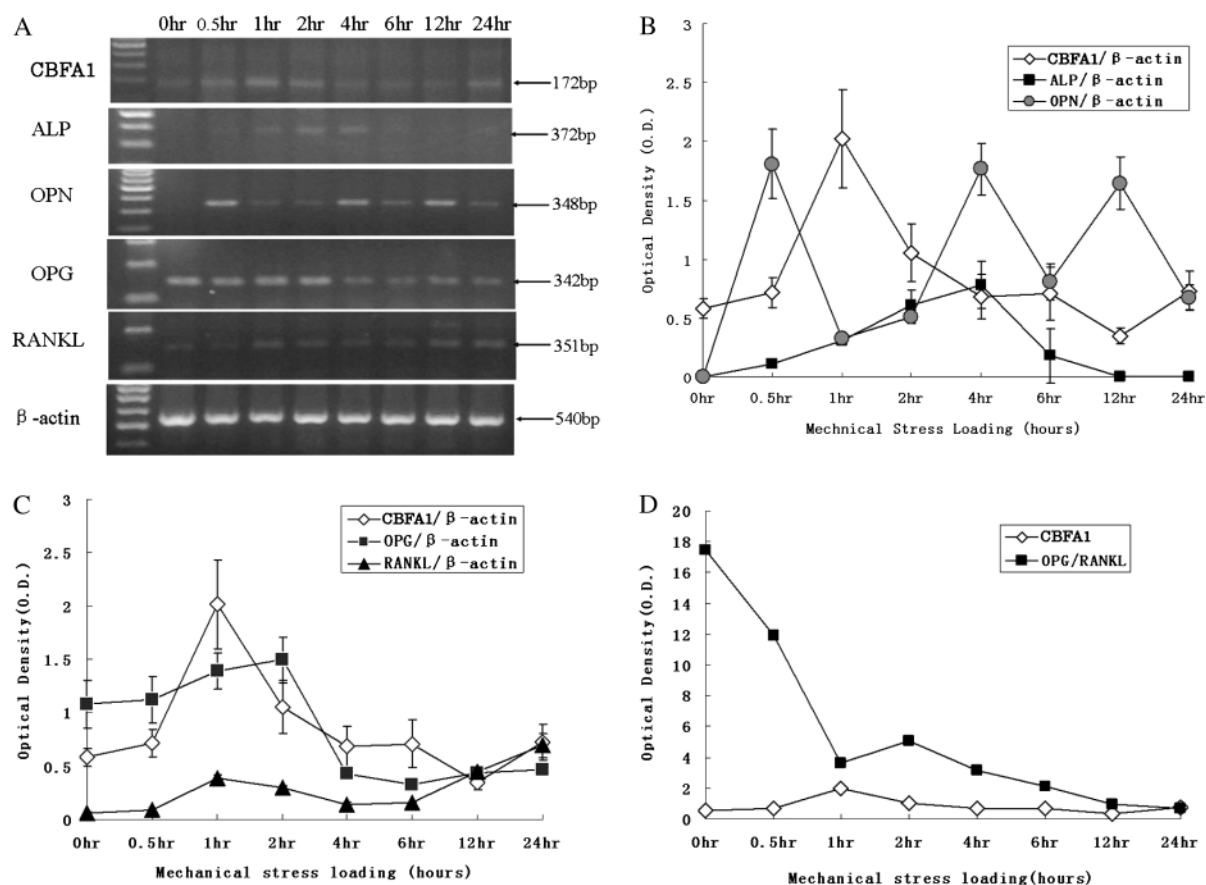 A
0hr 0.5hr 1hr 2hr 4hr 6hr 12hr 24hr
CBFA1
172bp
ALP
372bp
OPN
348bp
OPG
342bp
RANKL
351bp
β-actin
540bp
B
3
2.5
2
1.5
1
0.5
0
Optical Density (O.D.)
CBFA1/β-actin
ALP/β-actin
OPN/β-actin
0hr 0.5hr 1hr 2hr 4hr 6hr 12hr 24hr
Mechnical Stress Loading (hours)
C
3
2.5
2
1.5
1
0.5
0
Optical Density(O.D.)
CBFA1/β-actin
OPG/β-actin
RANKL/β-actin
0hr 0.5hr 1hr 2hr 4hr 6hr 12hr 24hr
Mechanical stress loading(hours)
D
20
18
16
14
12
10
8
6
4
2
0
Optical Density(O.D.)
CBFA1
OPG/RANKL
0hr 0.5hr 1hr 2hr 4hr 6hr 12hr 24hr
Mechanical stress loading(hours)